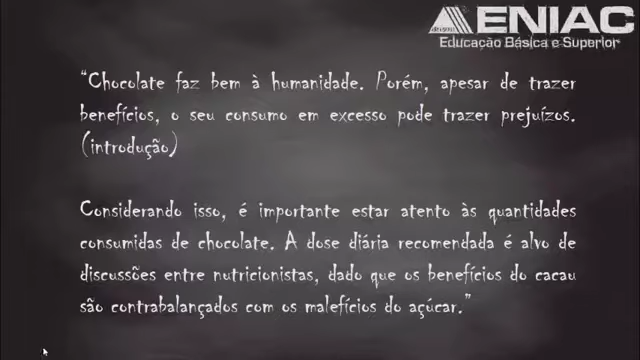 ENIAC
Educação Básica e Superior
“Chocolate faz bem à humanidade. Porém, apesar de trazer
benefícios, o seu consumo em excesso pode trazer prejuízos.
(introdução)
Considerando isso, é importante estar atento às quantidades
consumidas de chocolate. A dose diária recomendada é alvo de
discussões entre nutricionistas, dado que os benefícios do cacau
são contrabalançados com os malefícios do açúcar.”